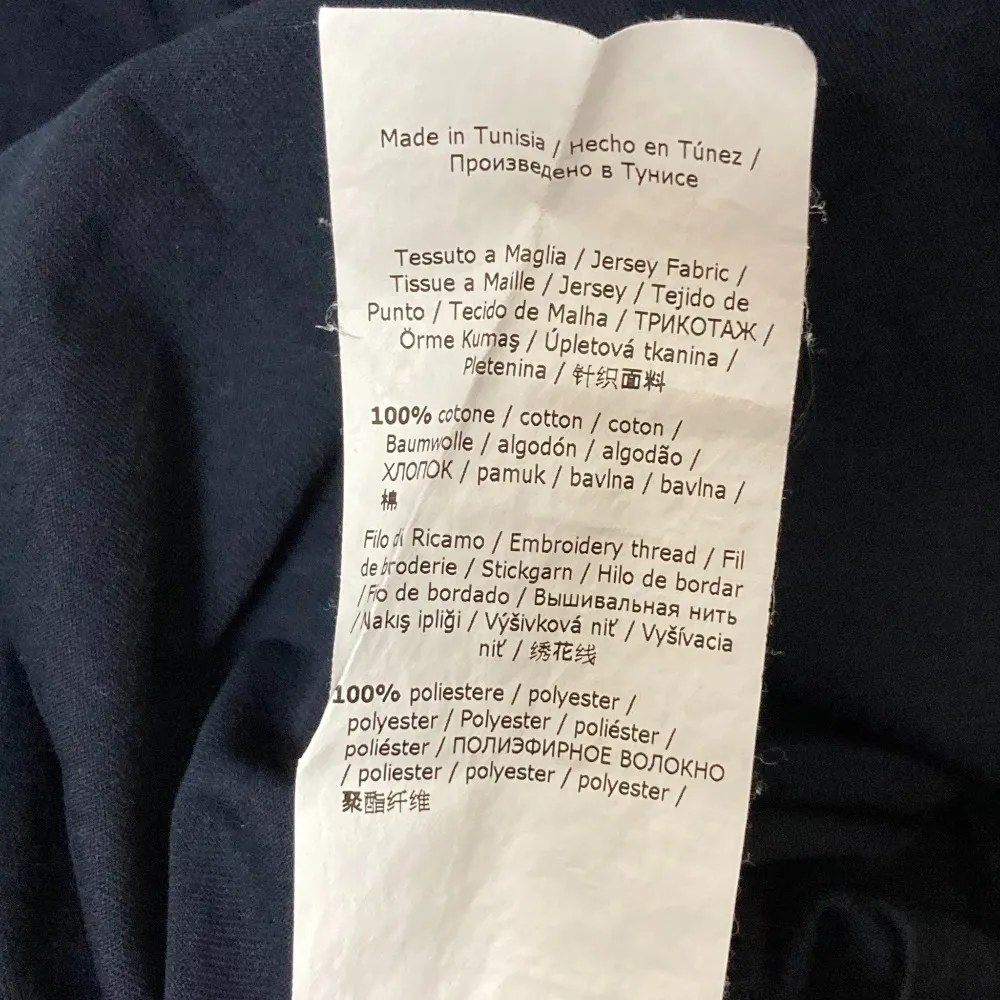 Made in Tunisia / Hecho en Túnez /
Произведено в Тунисе
Tessuto a Maglia / Jersey Fabric /
Tissue a Maille / Jersey / Tejido de
Punto / Tecido de Malha / ТРИКОТАЖ /
Örme Kumaş / Úpletová tkanina /
Pletenina / 针织面料
100% cotone / cotton / coton /
Baumwolle / algodón / algodão /
ХЛОПОК / pamuk / bavlna / bavlna /
棉
Filo di Ricamo / Embroidery thread / Fil
de broderie / Stickgarn / Hilo de bordar
/ Fio de bordado / Вышивальная нить
/ Nakış ipliği / Výšivková niť / Vyšívacia
niť / 绣花线
100% poliestere / polyester /
polyester / Polyester / poliéster /
poliéster / ПОЛИЭФИРНОЕ ВОЛОКНО
/ poliester / polyester / polyester /
聚酯纤维